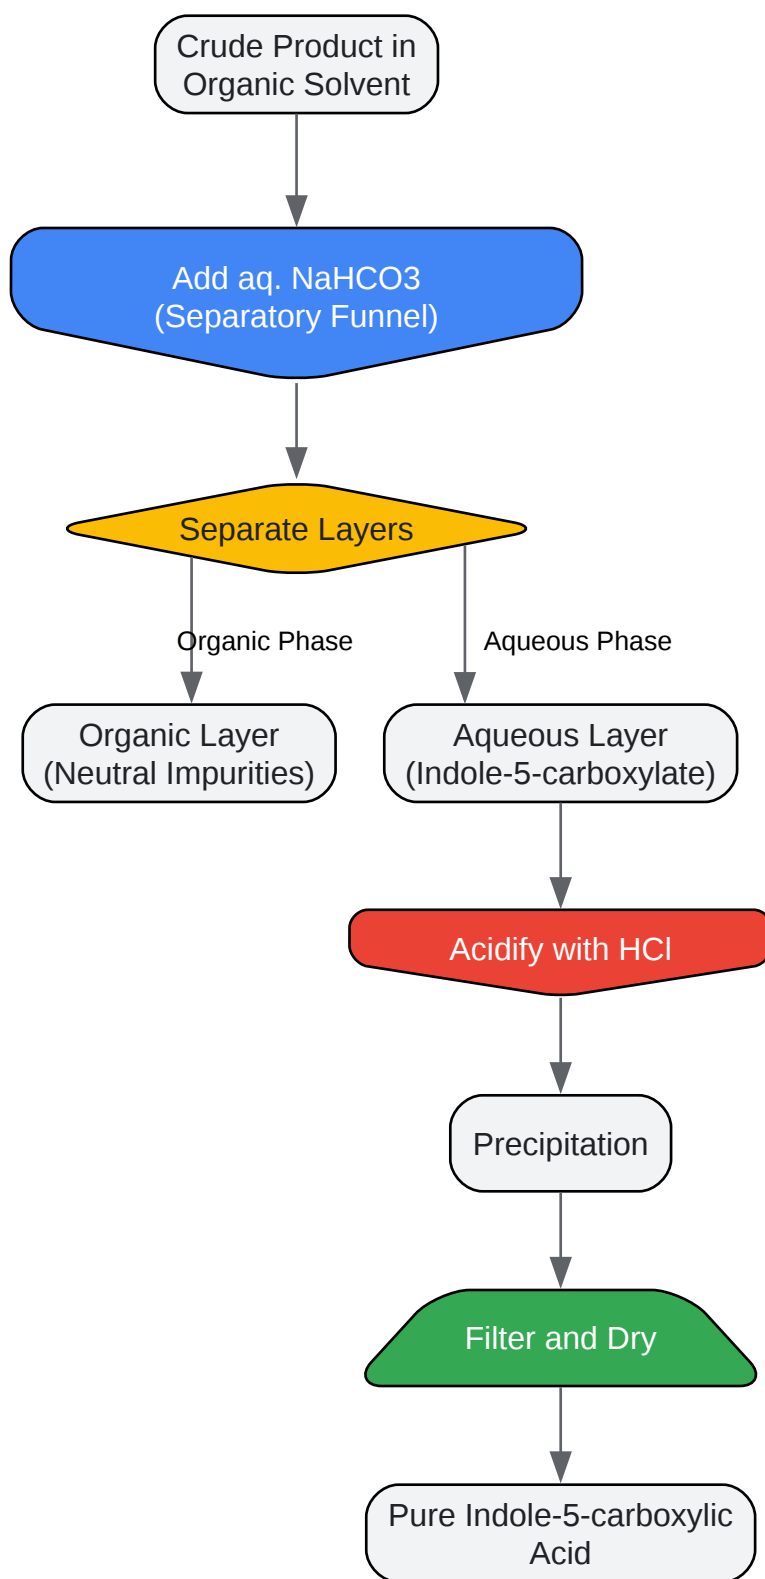 Crude Product in
Organic Solvent
Add aq. NaHCO3
(Separatory Funnel)
Separate Layers
Organic Phase
Aqueous Phase
Organic Layer
(Neutral Impurities)
Aqueous Layer
(Indole-5-carboxylate)
Acidify with HCl
Precipitation
Filter and Dry
Pure Indole-5-carboxylic
Acid